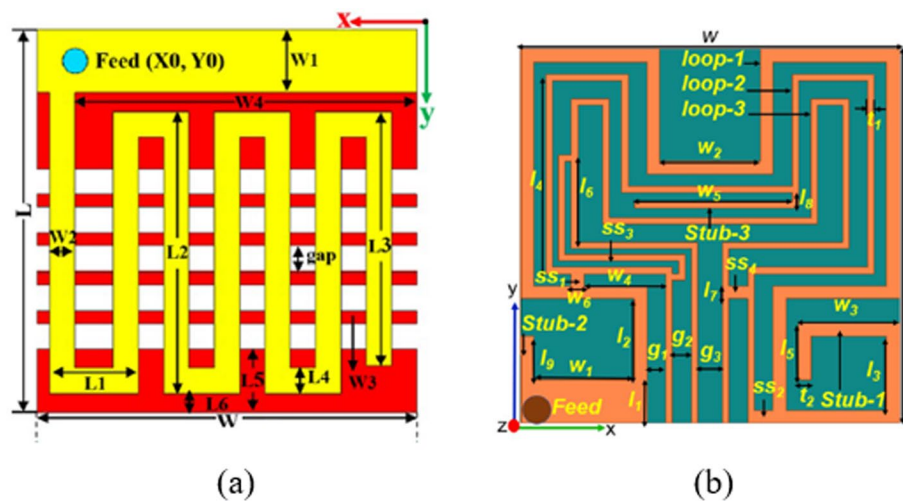 x
Feed (X0, Y0)
W1
W4
y
L
W2
L2
gap
L3
L1
L5
L4
W3
L6
W
(a)
w
loop-1
loop-2
loop-3
t1
w2
l4
l6
w5
l8
ss3
Stub-3
ss1
w4
ss4
w6
l7
y
w3
Stub-2
l2
l5
l9
w1
g1
g2
g3
l3
t2
l1
ss2
Stub-1
Feed
z
x
(b)